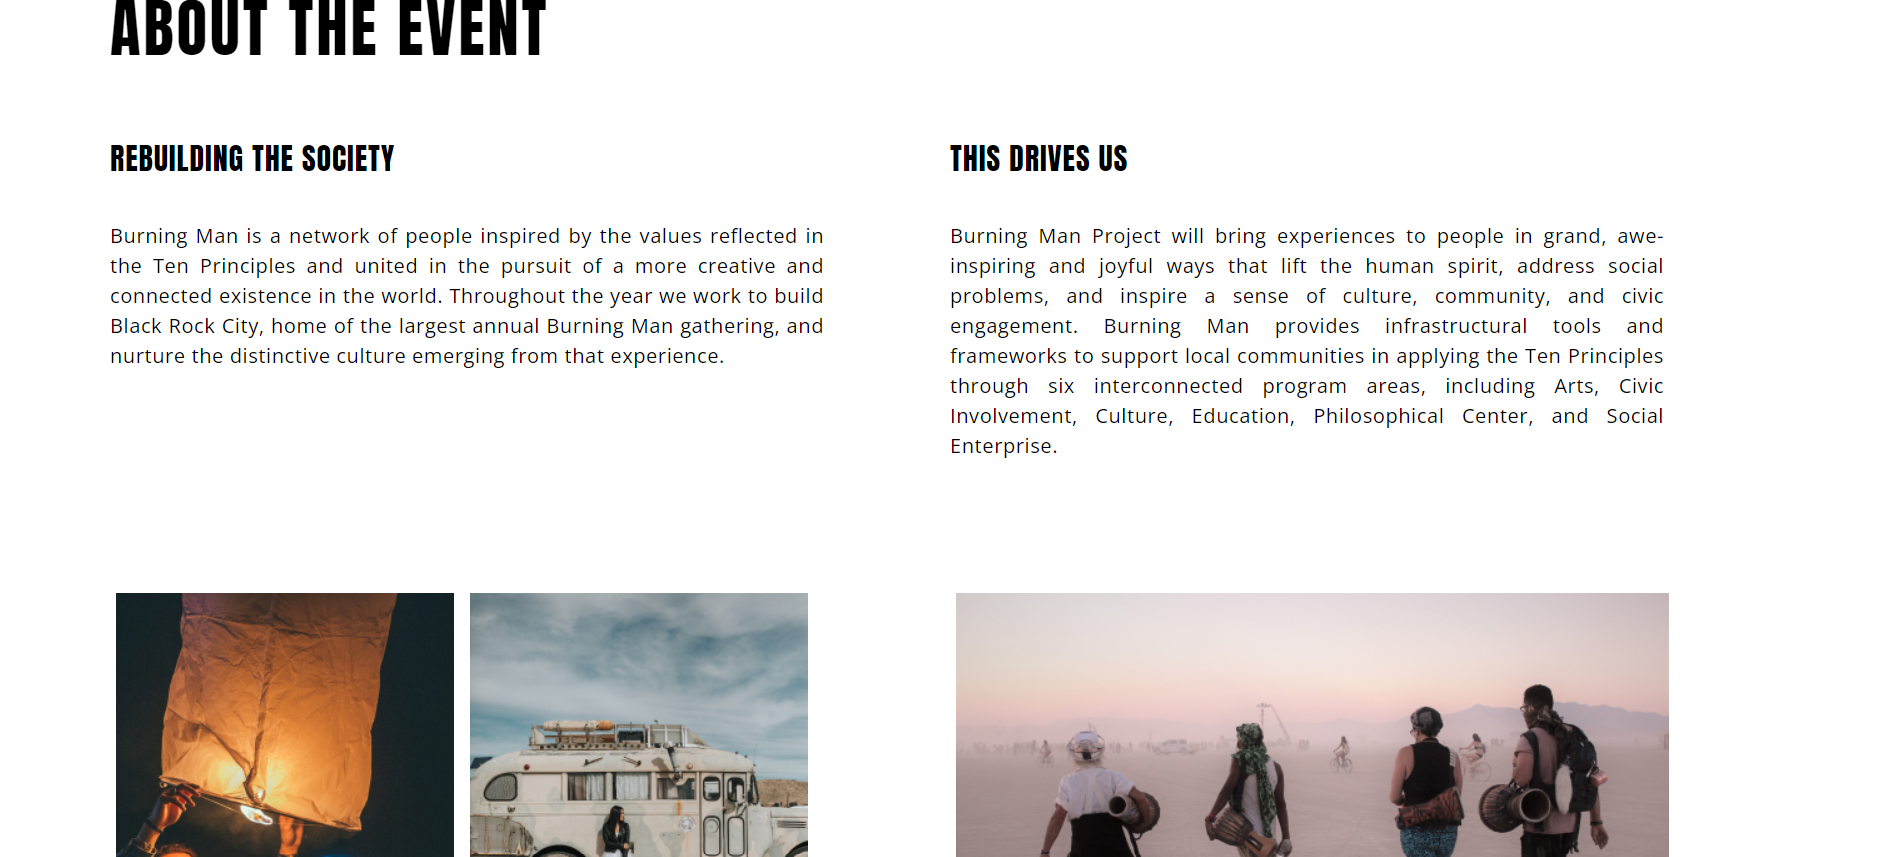 ABOUT THE EVENT
REBUILDING THE SOCIETY
Burning Man is a network of people inspired by the values reflected in
the Ten Principles and united in the pursuit of a more creative and
connected existence in the world. Throughout the year we work to build
Black Rock City, home of the largest annual Burning Man gathering, and
nurture the distinctive culture emerging from that experience.
THIS DRIVES US
Burning Man Project will bring experiences to people in grand, awe-
inspiring and joyful ways that lift the human spirit, address social
problems, and inspire a sense of culture, community, and civic
engagement. Burning Man provides infrastructural tools and
frameworks to support local communities in applying the Ten Principles
through six interconnected program areas, including Arts, Civic
Involvement, Culture, Education, Philosophical Center, and Social
Enterprise.